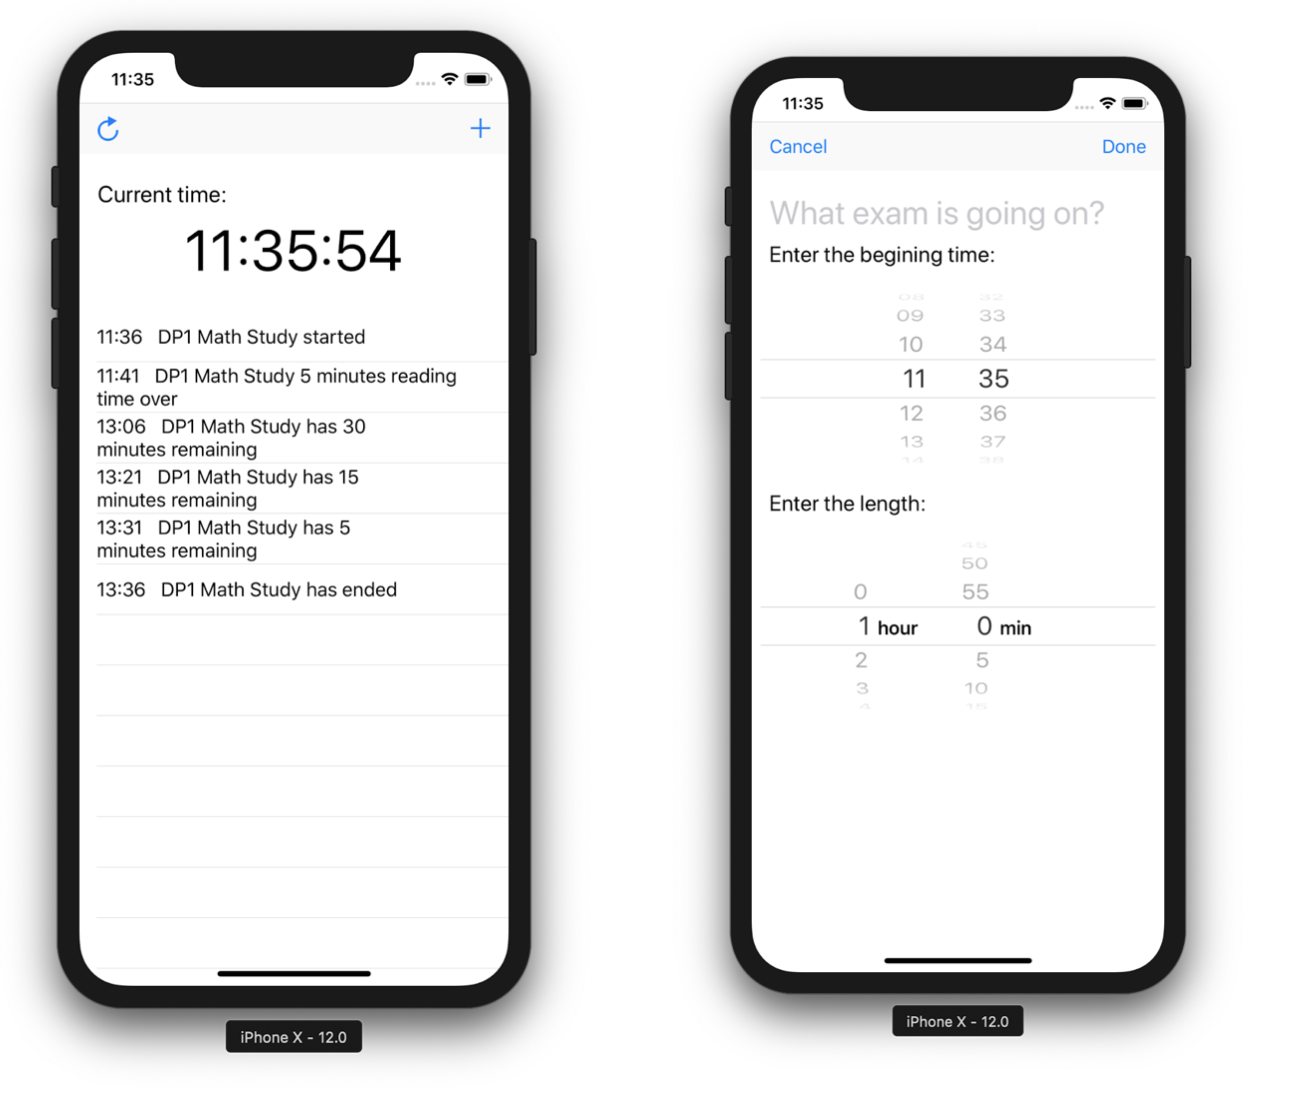 11:35
Current time:
11:35:54
11:36 DP1 Math Study started
11:41 DP1 Math Study 5 minutes reading
time over
13:06 DP1 Math Study has 30
minutes remaining
13:21 DP1 Math Study has 15
minutes remaining
13:31 DP1 Math Study has 5
minutes remaining
13:36 DP1 Math Study has ended
iPhone X - 12.0
11:35
Cancel Done
What exam is going on?
Enter the begining time:
08 32
09 33
10 34
11 35
12 36
13 37
14 38
Enter the length:
45
50
0 55
1 hour 0 min
2 5
3 10
4 15
iPhone X - 12.0